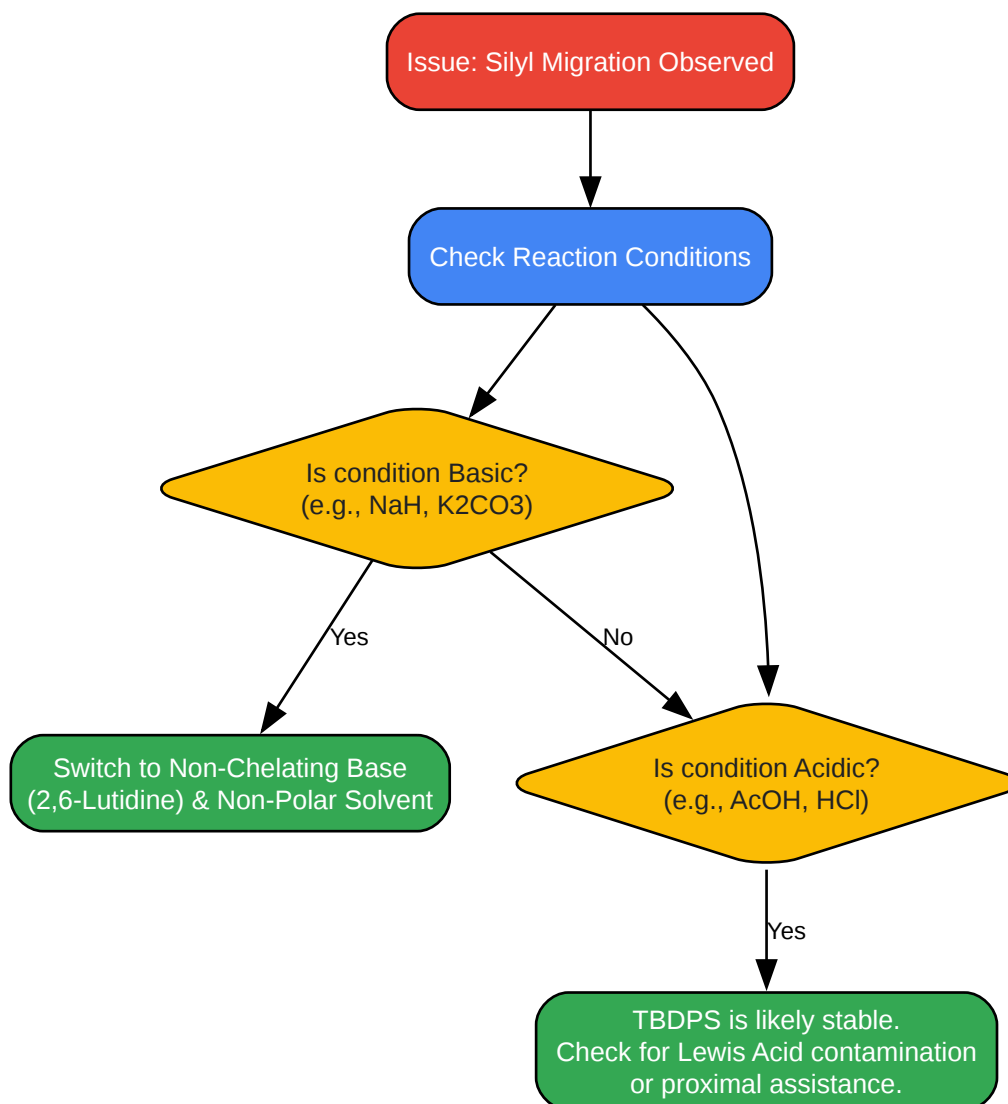 Issue: Silyl Migration Observed
Check Reaction Conditions
Is condition Basic?
(e.g., NaH, K2CO3)
Yes
No
Switch to Non-Chelating Base
(2,6-Lutidine) & Non-Polar Solvent
Is condition Acidic?
(e.g., AcOH, HCl)
Yes
TBDPS is likely stable.
Check for Lewis Acid contamination
or proximal assistance.